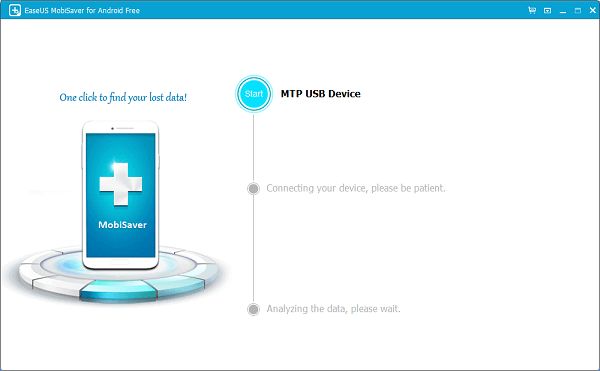 EaseUS MobiSaver for Android Free
One click to find your lost data!
MobiSaver
Start
MTP USB Device
Connecting your device, please be patient.
Analyzing the data, please wait.